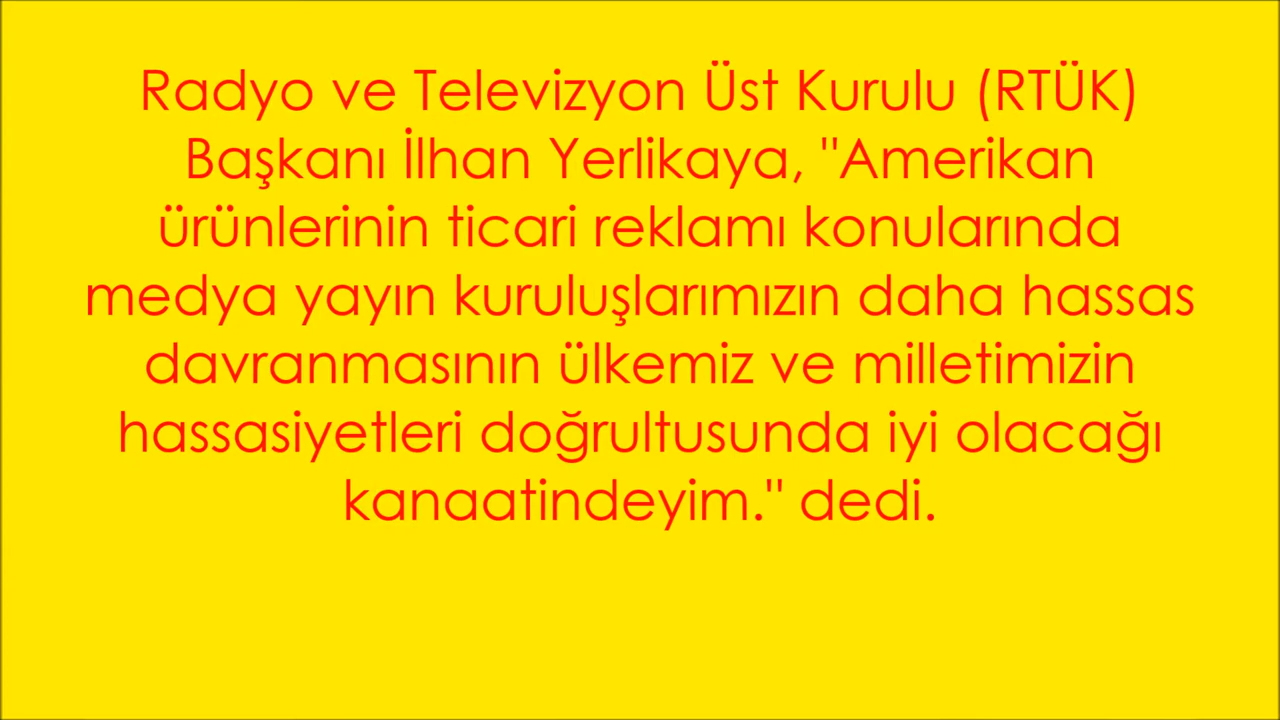 Radyo ve Televizyon Üst Kurulu (RTÜK)
Başkanı İlhan Yerlikaya, "Amerikan
ürünlerinin ticari reklamı konularında
medya yayın kuruluşlarımızın daha hassas
davranmasının ülkemiz ve milletimizin
hassasiyetleri doğrultusunda iyi olacağı
kanaatindeyim." dedi.